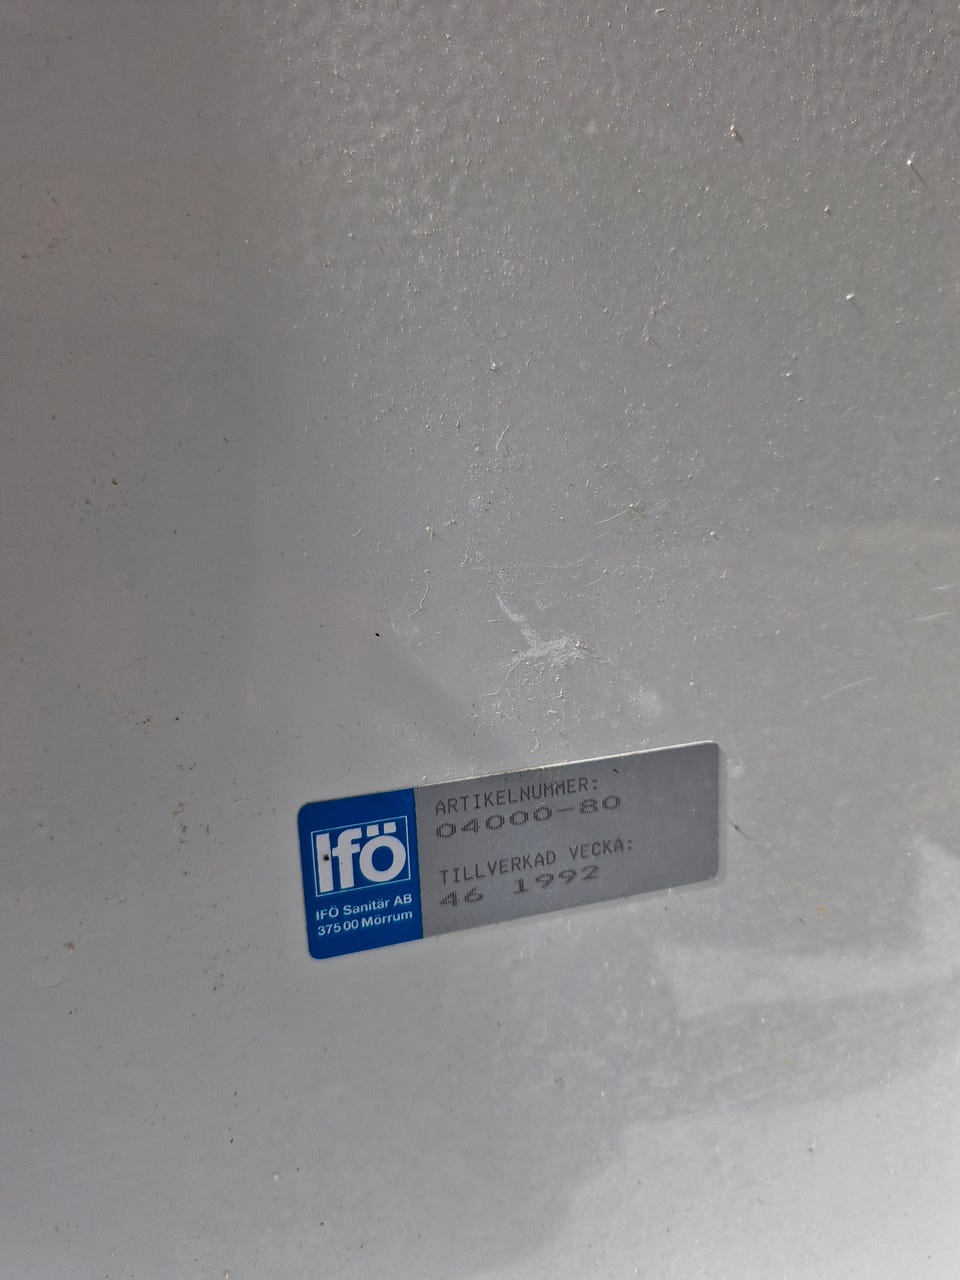 Ifö
IFÖ Sanitär AB
375 00 Mörrum
ARTIKELNUMMER:
04000-80
TILLVERKAD VECKA:
46 1992